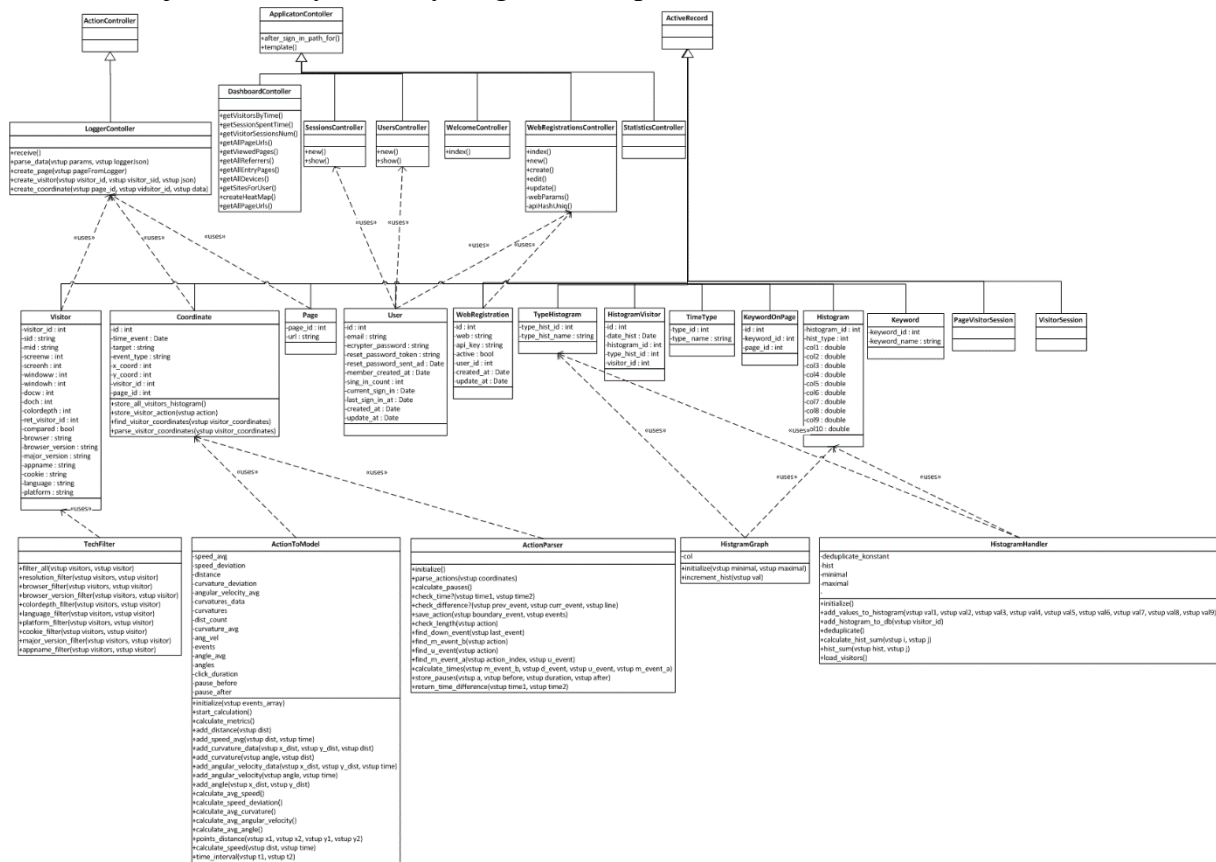 ActionController
ApplicatonContoller
+after_sign_in_path_for()
+template()
ActiveRecord
LoggerContoller
+receive()
+parse_data(vstup params, vstup loggerJson)
+create_page(vstup pageFromLogger)
+create_visitor(vstup visitor_id, vstup visitor_sid, vstup json)
+create_coordinate(vstup page_id, vstup vidsitor_id, vstup data)
DashboardContoller
+getVisitorsByTime()
+getSessionSpentTime()
+getVisitorSessionsNum()
+getAllPageUrls()
+getViewedPages()
+getAllReferrers()
+getAllEntryPages()
+getAllDevices()
+getSitesForUser()
+createHeatMap()
+getAllPageUrls()
SessionsController
+new()
+show()
UsersController
+new()
+show()
WelcomeController
+index()
WebRegistrationsController
+index()
+new()
+create()
+edit()
+update()
-webParams()
-apiHashUniq()
StatisticsController
«uses»
«uses»
«uses»
«uses»
«uses»
«uses»
«uses»
Visitor
-visitor_id : int
-sid : string
-mid : string
-screenw : int
-screenh : int
-windoww : int
-windowh : int
-docw : int
-doch : int
-colordepth : int
-ret_visitor_id : int
-compared : bool
-browser : string
-browser_version : string
-major_version : string
-appname : string
-cookie : string
-language : string
-platform : string
Coordinate
-id : int
-time_event : Date
-target : string
-event_type : string
-x_coord : int
-y_coord : int
-visitor_id : int
-page_id : int
+store_all_visitors_histogram()
+store_visitor_action(vstup action)
+find_visitor_coordinates(vstup visitor_coordinates)
+parse_visitor_coordinates(vstup visitor_coordinates)
Page
-page_id : int
-url : string
User
-id : int
-email : string
-encrypter_password : string
-reset_password_token : string
-reset_password_sent_ad : Date
-member_created_at : Date
-sing_in_count : int
-current_sign_in : Date
-last_sign_in_at : Date
-created_at : Date
-update_at : Date
WebRegistration
-id : int
-web : string
-api_key : string
-active : bool
-user_id : int
-created_at : Date
-update_at : Date
TypeHistogram
-type_hist_id : int
-type_hist_name : string
HistogramVisitor
-id : int
-date_hist : Date
-histogram_id : int
-type_hist_id : int
-visitor_id : int
TimeType
-type_id : int
-type_ name : string
KeywordOnPage
-id : int
-keyword_id : int
-page_id : int
Histogram
-histogram_id : int
-hist_type : int
-col1 : double
-col2 : double
-col3 : double
-col4 : double
-col5 : double
-col6 : double
-col7 : double
-col8 : double
-col9 : double
-col10 : double
Keyword
-keyword_id : int
-keyword_name : string
PageVisitorSession
VisitorSession
«uses»
«uses»
«uses»
«uses»
«uses»
«uses»
«uses»
TechFilter
+filter_all(vstup visitors, vstup visitor)
+resolution_filter(vstup visitors, vstup visitor)
+browser_filter(vstup visitors, vstup visitor)
+browser_version_filter(vstup visitors, vstup visitor)
+colordepth_filter(vstup visitors, vstup visitor)
+language_filter(vstup visitors, vstup visitor)
+platform_filter(vstup visitors, vstup visitor)
+cookie_filter(vstup visitors, vstup visitor)
+major_version_filter(vstup visitors, vstup visitor)
+appname_filter(vstup visitors, vstup visitor)
ActionToModel
-speed_avg
-speed_deviation
-distance
-curvature_deviation
-angular_velocity_avg
-curvatures_data
-curvatures
-dist_count
-curvature_avg
-ang_vel
-events
-angle_avg
-angles
-click_duration
-pause_before
-pause_after
+initialize(vstup events_array)
+start_calculation()
+calculate_metrics()
+add_distance(vstup dist)
+add_speed_avg(vstup dist, vstup time)
+add_curvature_data(vstup x_dist, vstup y_dist, vstup dist)
+add_curvature(vstup angle, vstup dist)
+add_angular_velocity_data(vstup x_dist, vstup y_dist, vstup time)
+add_angular_velocity(vstup angle, vstup time)
+add_angle(vstup x_dist, vstup y_dist)
+calculate_avg_speed()
+calculate_speed_deviation()
+calculate_avg_curvature()
+calculate_avg_angular_velocity()
+calculate_avg_angle()
+points_distance(vstup x1, vstup x2, vstup y1, vstup y2)
+calculate_speed(vstup dist, vstup time)
+time_interval(vstup t1, vstup t2)
ActionParser
+initialize()
+parse_actions(vstup coordinates)
+calculate_pauses()
+check_time?(vstup time1, vstup time2)
+check_difference?(vstup prev_event, vstup curr_event, vstup line)
+save_action(vstup boundary_event, vstup events)
+check_length(vstup action)
+find_down_event(vstup last_event)
+find_m_event_b(vstup action)
+find_u_event(vstup action)
+find_m_event_a(vstup action_index, vstup u_event)
+calculate_times(vstup m_event_b, vstup d_event, vstup u_event, vstup m_event_a)
+store_pauses(vstup a, vstup before, vstup duration, vstup after)
+return_time_difference(vstup time1, vstup time2)
HistgramGraph
-col
+initialize(vstup minimal, vstup maximal)
+increment_hist(vstup val)
HistogramHandler
-deduplicate_konstant
-hist
-minimal
-maximal
-
+initialize()
+add_values_to_histogram(vstup val1, vstup val2, vstup val3, vstup val4, vstup val5, vstup val6, vstup val7, vstup val8, vstup val9)
+add_histogram_to_db(vstup visitor_id)
+deduplicate()
+calculate_hist_sum(vstup i, vstup j)
+hist_sum(vstup hist, vstup j)
+load_visitors()